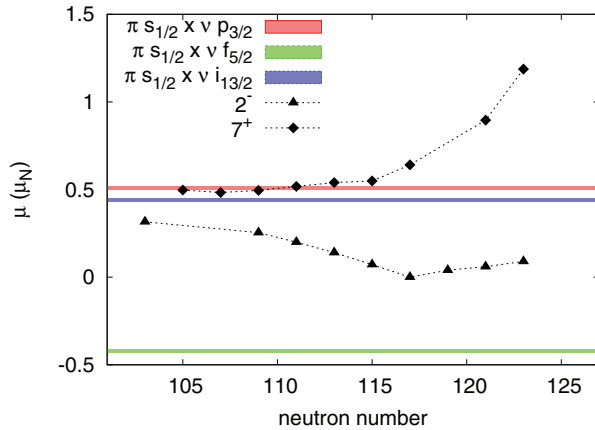 π s1/2 x ν p3/2
π s1/2 x ν f5/2
π s1/2 x ν i13/2
2-
7+
1.5
1
0.5
0
-0.5
μ (μN)
105 110 115 120 125
neutron number